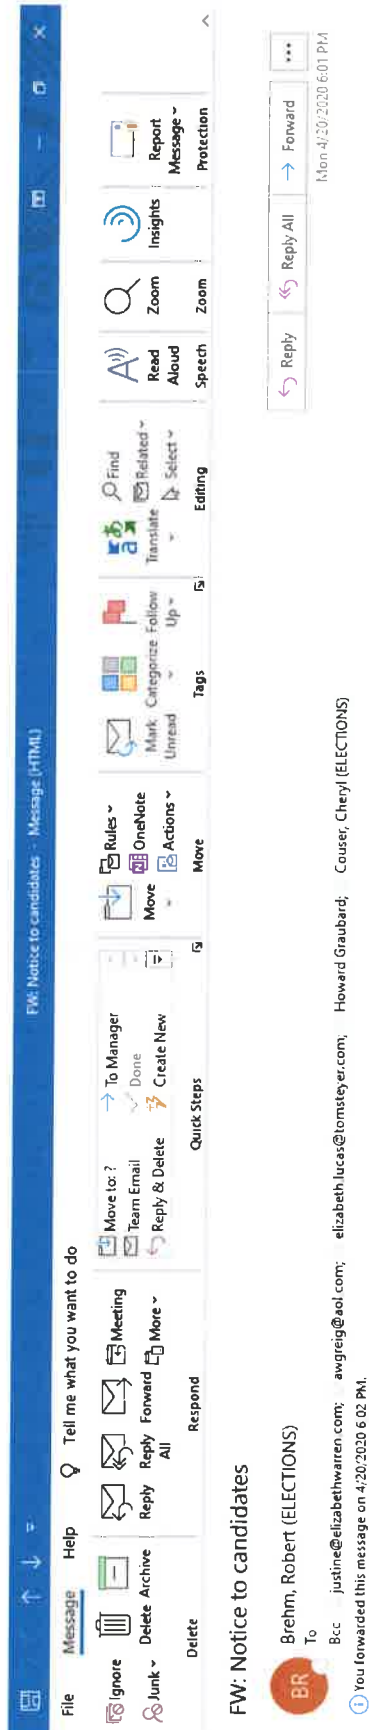 FW: Notice to candidates - Message (HTML)
File Message Help Tell me what you want to do
Ignore
Junk
Delete
Archive
Delete
Reply
Reply All
Forward
Meeting
More
Respond
Move to: ?
Team Email
Reply & Delete
To Manager
Done
Create New
Quick Steps
Move
Rules
OneNote
Actions
Move
Mark Unread
Categorize
Follow Up
Tags
Translate
Find
Related
Select
Editing
Read Aloud
Speech
Zoom
Zoom
Insights
Report Message
Protection
FW: Notice to candidates
BR
Brehm, Robert (ELECTIONS)
Reply
Reply All
Forward
...
To
Mon 4/20/2020 6:01 PM
Bcc justine@elizabethwarren.com; awgreig@aol.com; elizabeth.lucas@tomsteyer.com; Howard Graubard; Couser, Cheryl (ELECTIONS)
You forwarded this message on 4/20/2020 6:02 PM.